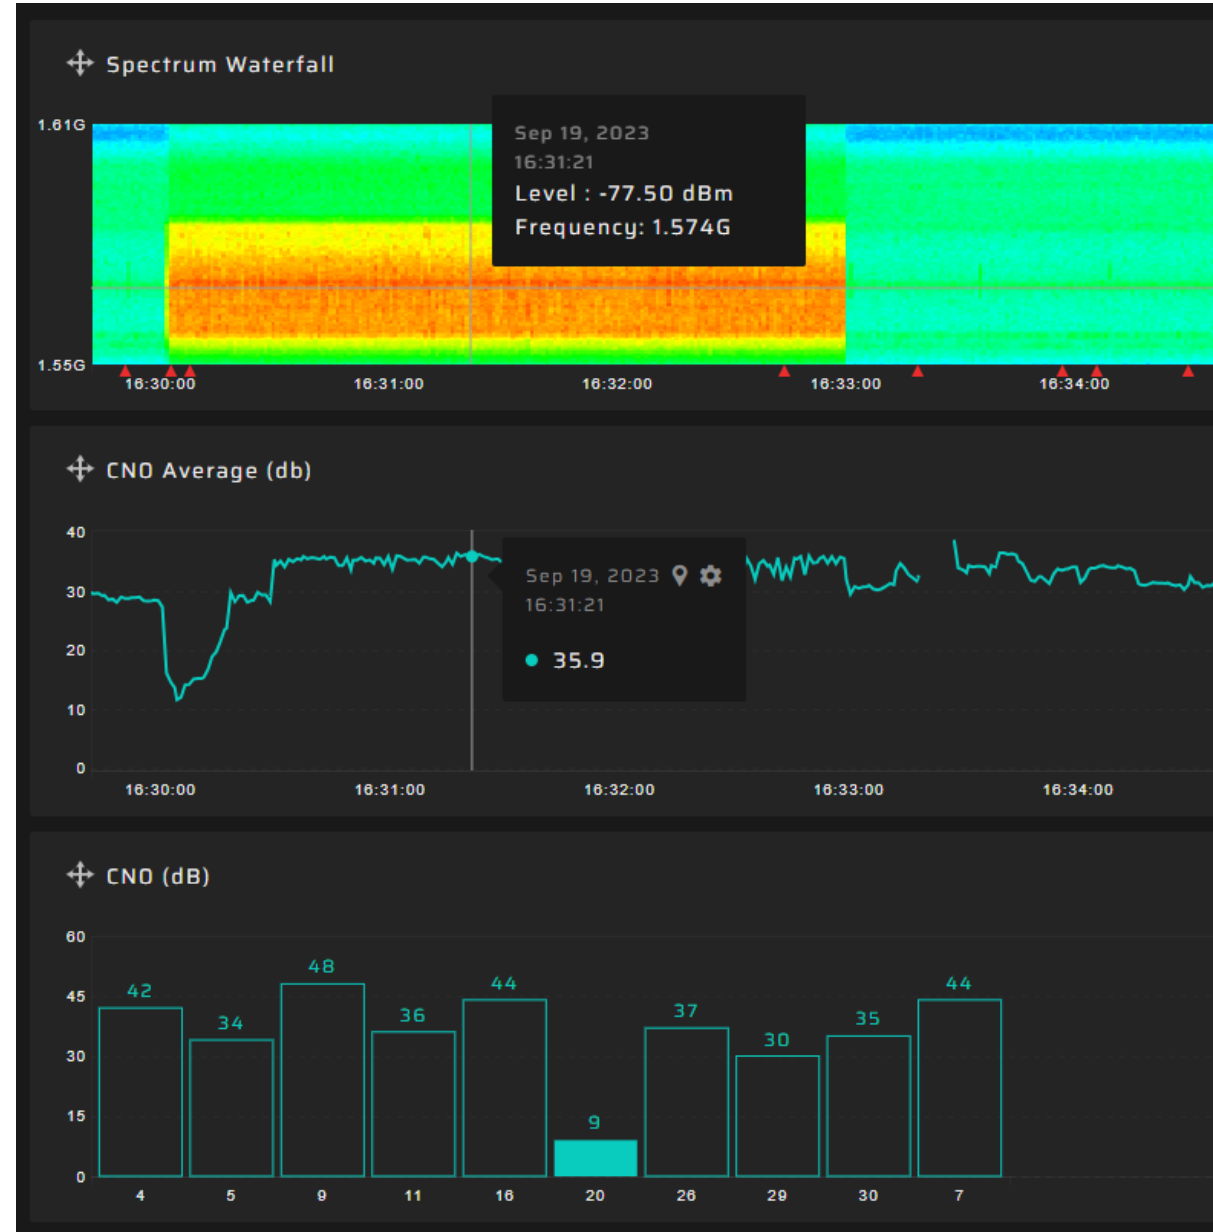 Spectrum Waterfall
1.61G
Sep 19, 2023
16:31:21
Level : -77.50 dBm
Frequency: 1.574G
1.55G
16:30:00 16:31:00 16:32:00 16:33:00 16:34:00
CNO Average (db)
40
30
20
10
0
Sep 19, 2023
16:31:21
35.9
16:30:00 16:31:00 16:32:00 16:33:00 16:34:00
CNO (dB)
60
45
30
15
0
42 34 48 36 44 9 37 30 35 44
4 5 9 11 16 20 26 29 30 7